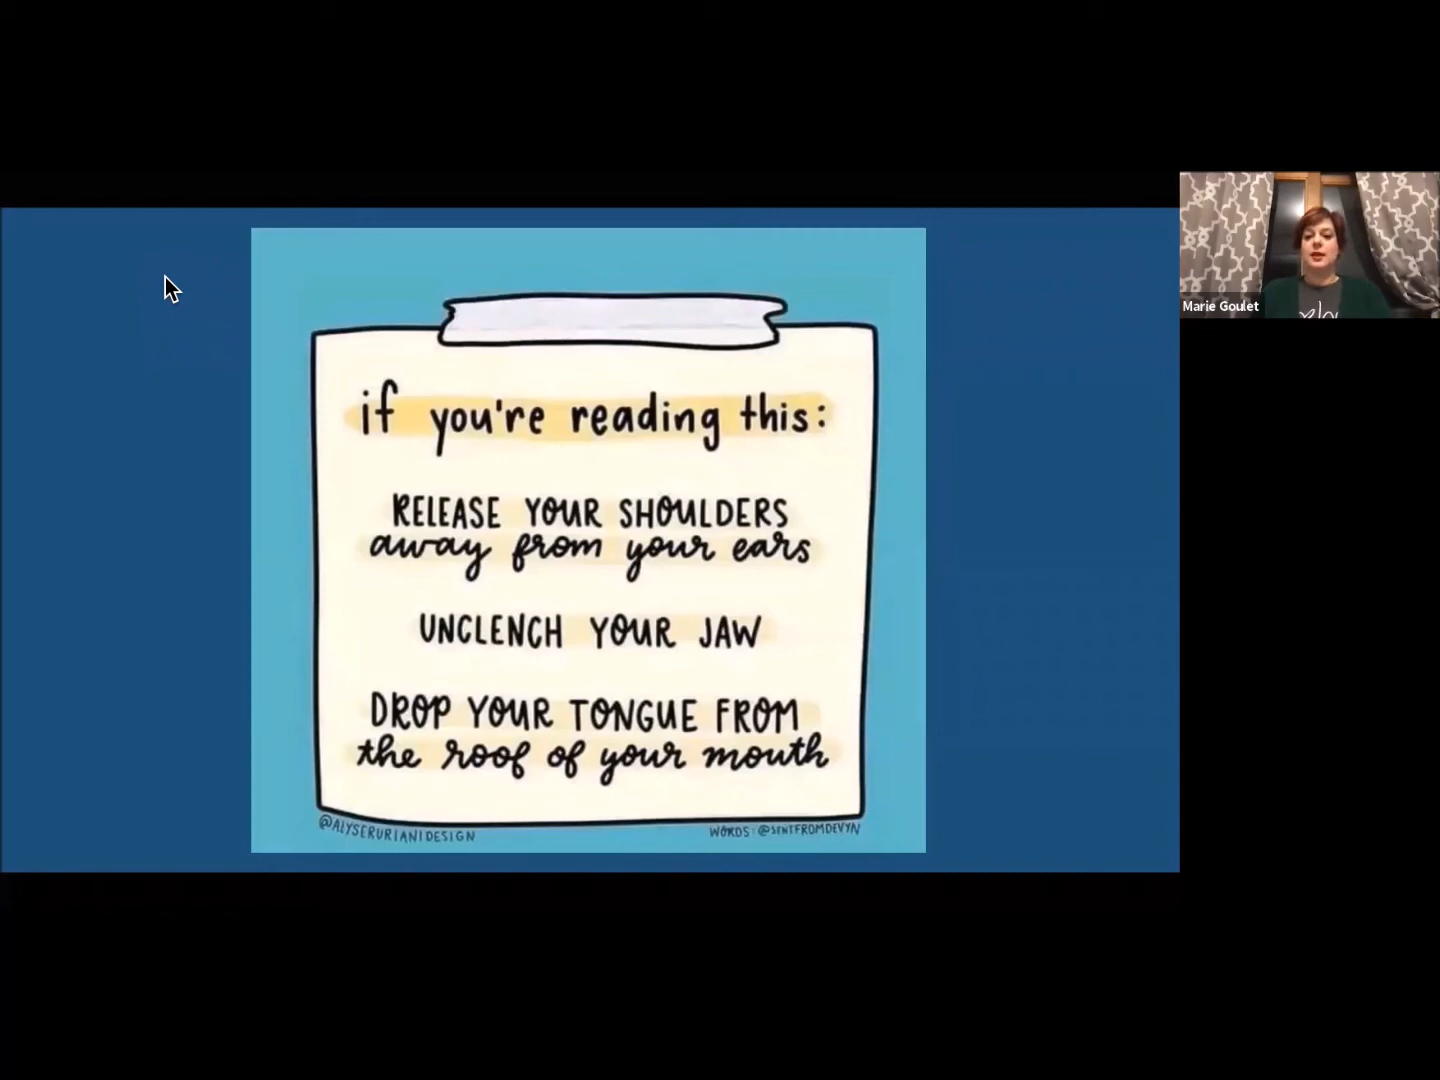 if you're reading this:
RELEASE YOUR SHOULDERS
away from your ears
UNCLENCH YOUR JAW
DROP YOUR TONGUE FROM
the roof of your mouth
@ALYSERURIANIDESIGN
WORDS: @SENTFROMDEVYN
Marie Goulet